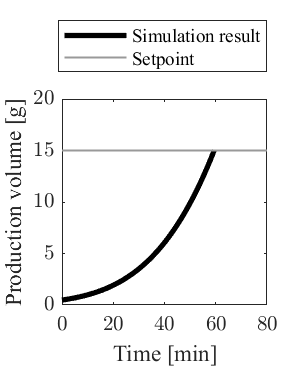 Simulation result
Setpoint
20
15
10
5
0
Production volume [g]
0 20 40 60 80
Time [min]